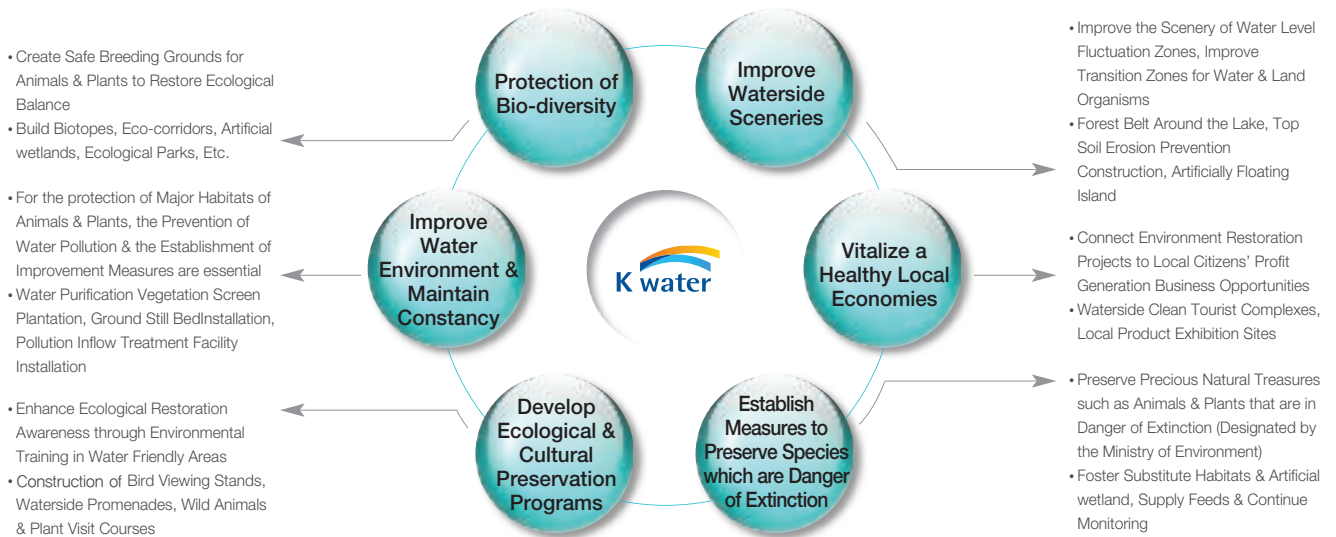 • Create Safe Breeding Grounds for
Animals & Plants to Restore Ecological
Balance
• Build Biotopes, Eco-corridors, Artificial
wetlands, Ecological Parks, Etc.
• For the protection of Major Habitats of
Animals & Plants, the Prevention of
Water Pollution & the Establishment of
Improvement Measures are essential
• Water Purification Vegetation Screen
Plantation, Ground Still BedInstallation,
Pollution Inflow Treatment Facility
Installation
• Enhance Ecological Restoration
Awareness through Environmental
Training in Water Friendly Areas
• Construction of Bird Viewing Stands,
Waterside Promenades, Wild Animals
& Plant Visit Courses
Protection of
Bio-diversity
Improve
Waterside
Sceneries
Improve
Water
Environment &
Maintain
Constancy
K water
Vitalize a
Healthy Local
Economies
Develop
Ecological &
Cultural
Preservation
Programs
Establish
Measures to
Preserve Species
which are Danger
of Extinction
• Improve the Scenery of Water Level
Fluctuation Zones, Improve
Transition Zones for Water & Land
Organisms
• Forest Belt Around the Lake, Top
Soil Erosion Prevention
Construction, Artificially Floating
Island
• Connect Environment Restoration
Projects to Local Citizens’ Profit
Generation Business Opportunities
• Waterside Clean Tourist Complexes,
Local Product Exhibition Sites
• Preserve Precious Natural Treasures
such as Animals & Plants that are in
Danger of Extinction (Designated by
the Ministry of Environment)
• Foster Substitute Habitats & Artificial
wetland, Supply Feeds & Continue
Monitoring